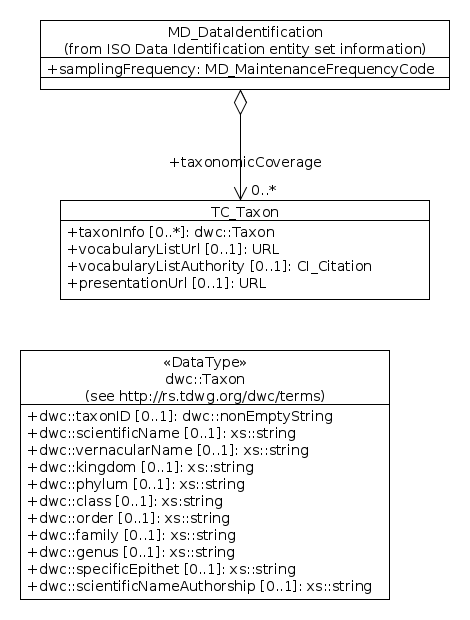 MD_DataIdentification
(from ISO Data Identification entity set information)
+samplingFrequency: MD_MaintenanceFrequencyCode
+taxonomicCoverage
0..*
TC_Taxon
+taxonInfo [0..*]: dwc::Taxon
+vocabularyListUrl [0..1]: URL
+vocabularyListAuthority [0..1]: CI_Citation
+presentationUrl [0..1]: URL
«DataType»
dwc::Taxon
(see http://rs.tdwg.org/dwc/terms)
+dwc::taxonID [0..1]: dwc::nonEmptyString
+dwc::scientificName [0..1]: xs::string
+dwc::vernacularName [0..1]: xs::string
+dwc::kingdom [0..1]: xs::string
+dwc::phylum [0..1]: xs::string
+dwc::class [0..1]: xs:string
+dwc::order [0..1]: xs::string
+dwc::family [0..1]: xs::string
+dwc::genus [0..1]: xs::string
+dwc::specificEpithet [0..1]: xs::string
+dwc::scientificNameAuthorship [0..1]: xs::string